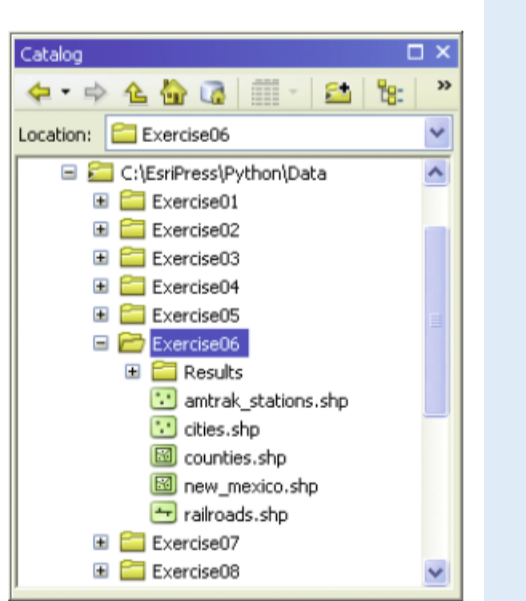 Catalog
Location: Exercise06
C:\EsriPress\Python\Data
Exercise01
Exercise02
Exercise03
Exercise04
Exercise05
Exercise06
Results
amtrak_stations.shp
cities.shp
counties.shp
new_mexico.shp
railroads.shp
Exercise07
Exercise08